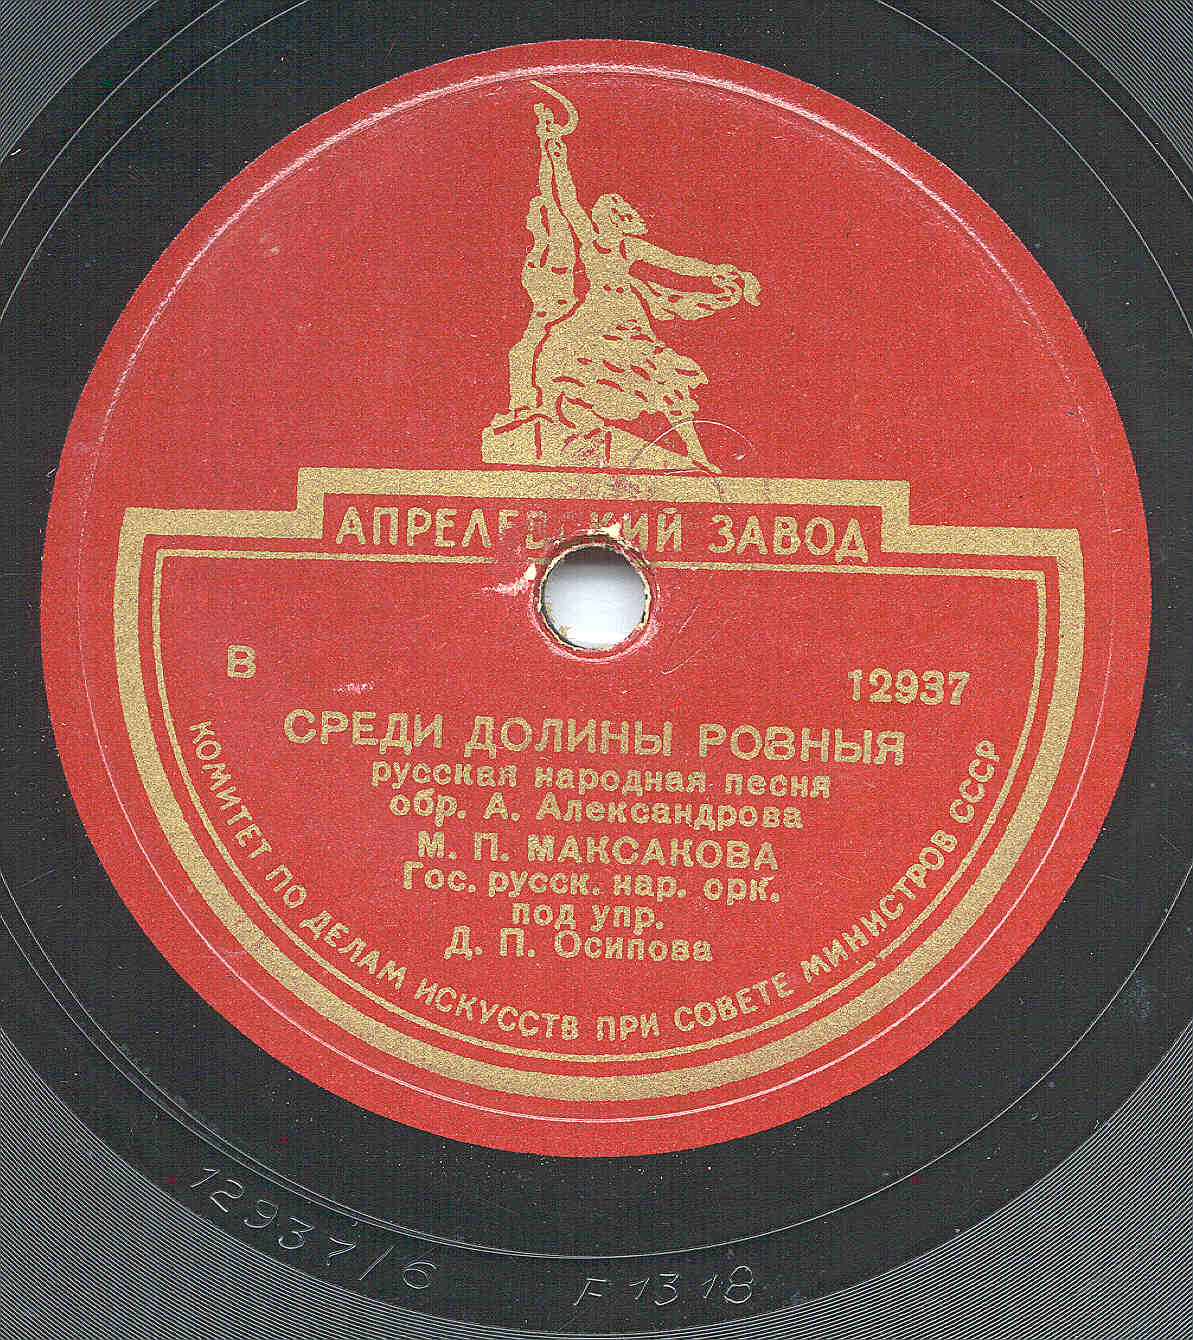 АПРЕЛЕВСКИЙ ЗАВОД
В
12937
СРЕДИ ДОЛИНЫ РОВНЫЯ
русская народная песня
обр. А. Александрова
М. П. МАКСАКОВА
Гос. русск. нар. орк.
под упр.
Д. П. Осипова
КОМИТЕТ ПО ДЕЛАМ ИСКУССТВ ПРИ СОВЕТЕ МИНИСТРОВ СССР
12937/6
F 1318